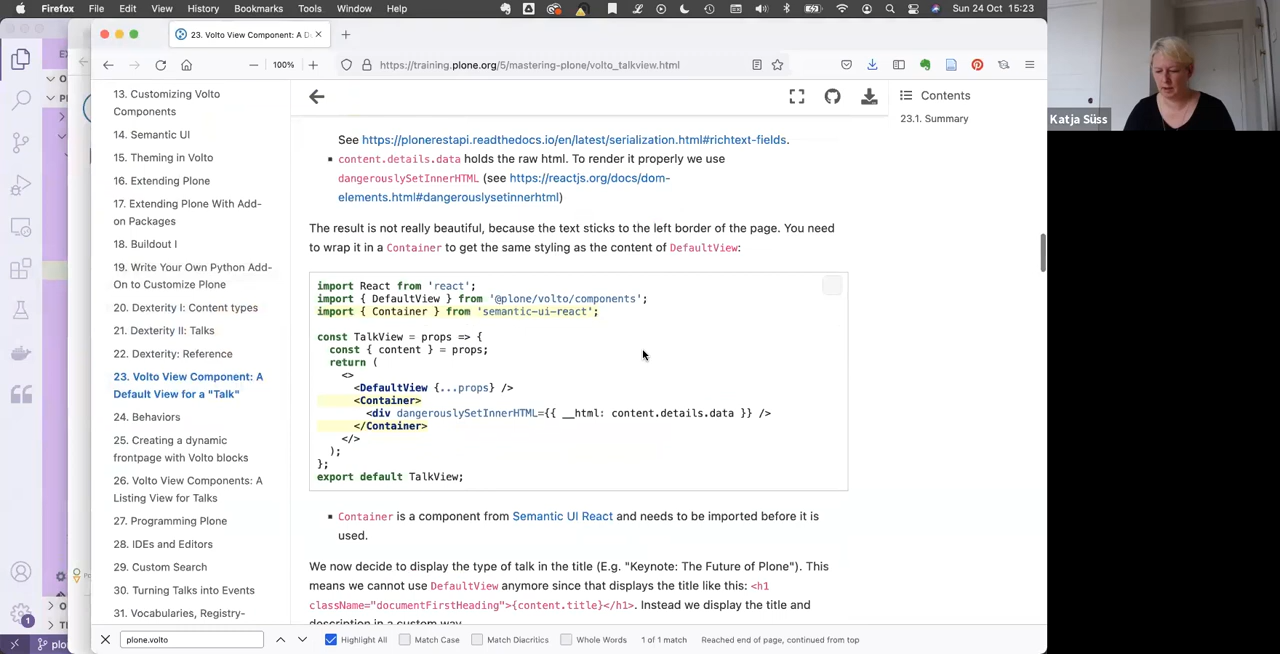 Firefox File Edit View History Bookmarks Tools Window Help Sun 24 Oct 15:23
23. Volto View Component: A D
100% https://training.plone.org/5/mastering-plone/volto_talkview.html
13. Customizing Volto
Components
14. Semantic UI
15. Theming in Volto
16. Extending Plone
17. Extending Plone With Add-
on Packages
18. Buildout I
19. Write Your Own Python Add-
On to Customize Plone
20. Dexterity I: Content types
21. Dexterity II: Talks
22. Dexterity: Reference
23. Volto View Component: A
Default View for a "Talk"
24. Behaviors
25. Creating a dynamic
frontpage with Volto blocks
26. Volto View Components: A
Listing View for Talks
27. Programming Plone
28. IDEs and Editors
29. Custom Search
30. Turning Talks into Events
31. Vocabularies, Registry-
See https://plonerestapi.readthedocs.io/en/latest/serialization.html#richtext-fields.
content.details.data holds the raw html. To render it properly we use
dangerouslySetInnerHTML (see https://reactjs.org/docs/dom-
elements.html#dangerouslysetinnerhtml)
The result is not really beautiful, because the text sticks to the left border of the page. You need
to wrap it in a Container to get the same styling as the content of DefaultView:
import React from 'react';
import { DefaultView } from '@plone/volto/components';
import { Container } from 'semantic-ui-react';
const TalkView = props => {
const { content } = props;
return (
<>
<DefaultView {...props} />
<Container>
<div dangerouslySetInnerHTML={{ __html: content.details.data }} />
</Container>
</>
);
};
export default TalkView;
Container is a component from Semantic UI React and needs to be imported before it is
used.
We now decide to display the type of talk in the title (E.g. "Keynote: The Future of Plone"). This
means we cannot use DefaultView anymore since that displays the title like this: <h1
className="documentFirstHeading">{content.title}</h1>. Instead we display the title and
description in a custom way.
Contents
23.1. Summary
plone.volto Highlight All Match Case Match Diacritics Whole Words 1 of 1 match Reached end of page, continued from top
Katja Süss